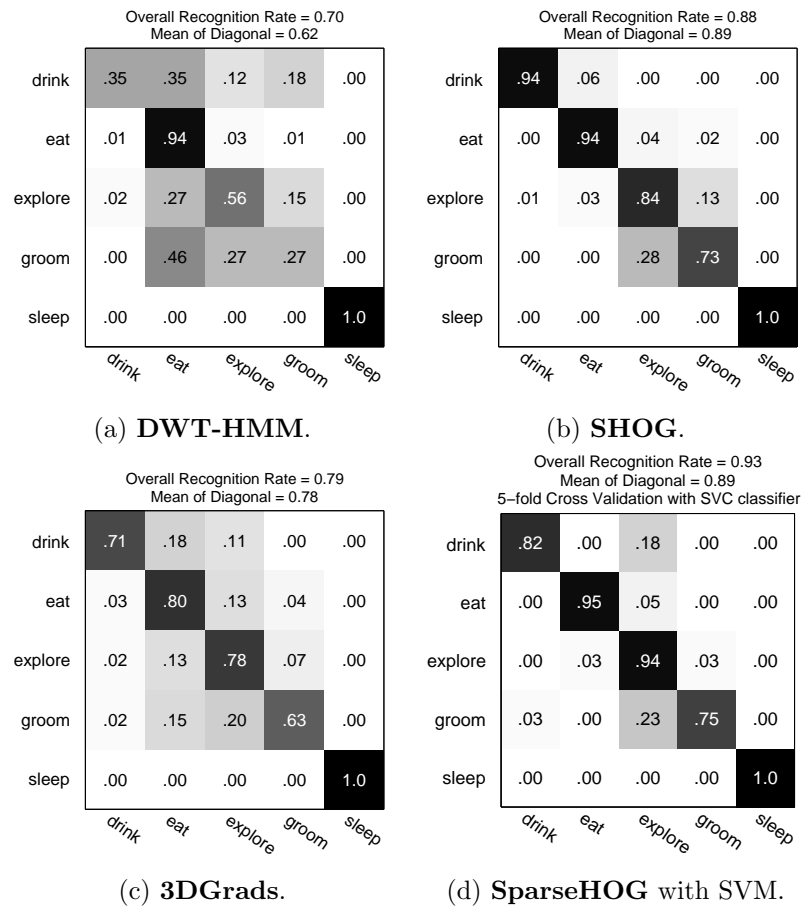 Overall Recognition Rate = 0.70
Mean of Diagonal = 0.62
drink .35 .35 .12 .18 .00
eat .01 .94 .03 .01 .00
explore .02 .27 .56 .15 .00
groom .00 .46 .27 .27 .00
sleep .00 .00 .00 .00 1.0
drink eat explore groom sleep
(a) DWT-HMM.
Overall Recognition Rate = 0.88
Mean of Diagonal = 0.89
drink .94 .06 .00 .00 .00
eat .00 .94 .04 .02 .00
explore .01 .03 .84 .13 .00
groom .00 .00 .28 .73 .00
sleep .00 .00 .00 .00 1.0
drink eat explore groom sleep
(b) SHOG.
Overall Recognition Rate = 0.79
Mean of Diagonal = 0.78
drink .71 .18 .11 .00 .00
eat .03 .80 .13 .04 .00
explore .02 .13 .78 .07 .00
groom .02 .15 .20 .63 .00
sleep .00 .00 .00 .00 1.0
drink eat explore groom sleep
(c) 3DGrads.
Overall Recognition Rate = 0.93
Mean of Diagonal = 0.89
5−fold Cross Validation with SVC classifier
drink .82 .00 .18 .00 .00
eat .00 .95 .05 .00 .00
explore .00 .03 .94 .03 .00
groom .03 .00 .23 .75 .00
sleep .00 .00 .00 .00 1.0
drink eat explore groom sleep
(d) SparseHOG with SVM.